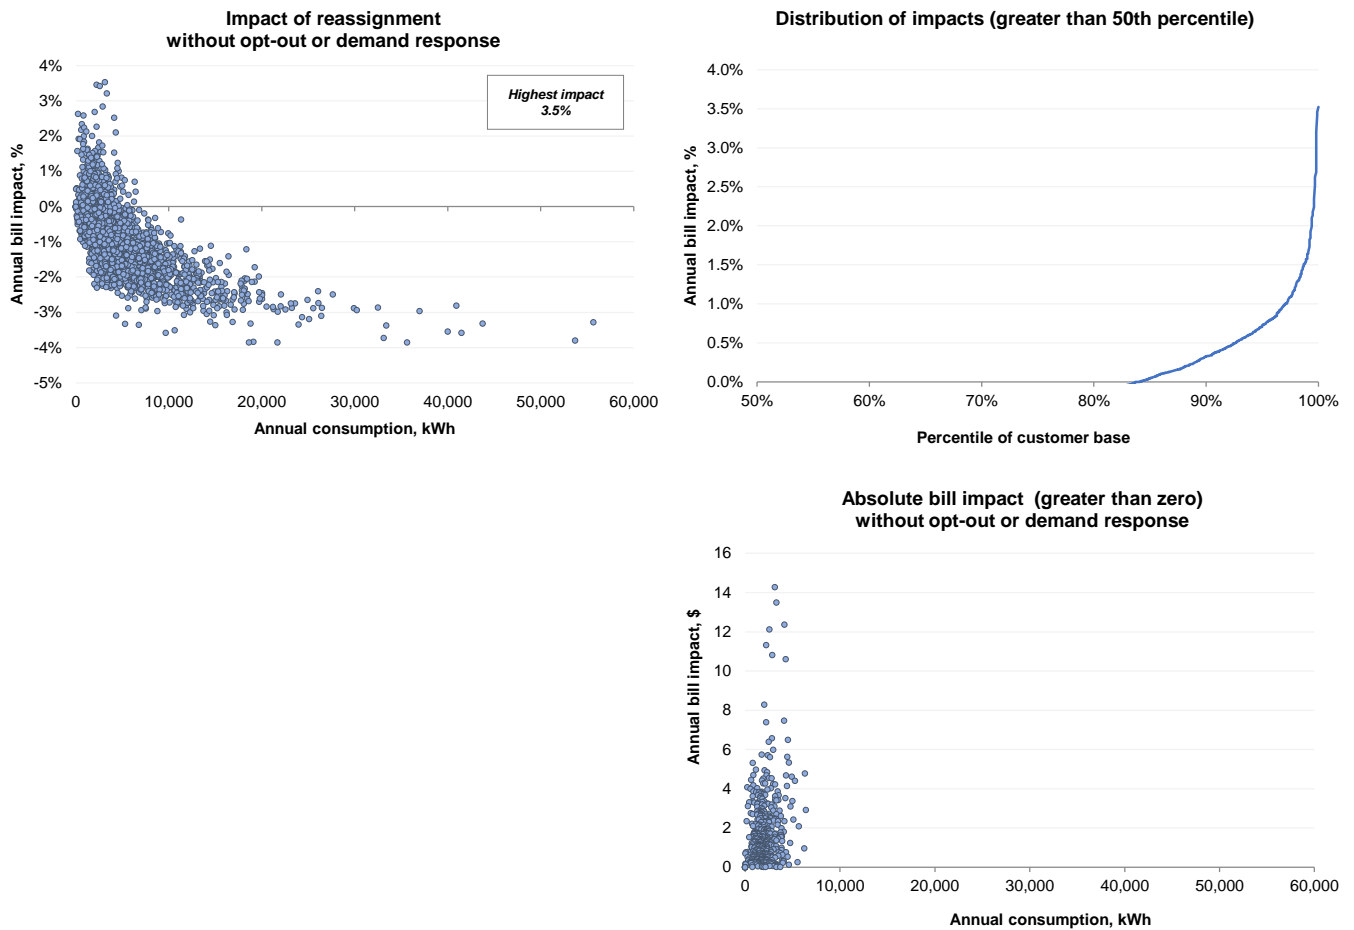 Impact of reassignment
without opt-out or demand response
4%
3%
2%
1%
0%
-1%
-2%
-3%
-4%
-5%
Annual bill impact, %
Highest impact
3.5%
0 10,000 20,000 30,000 40,000 50,000 60,000
Annual consumption, kWh
Distribution of impacts (greater than 50th percentile)
4.0%
3.5%
3.0%
2.5%
2.0%
1.5%
1.0%
0.5%
0.0%
Annual bill impact, %
50% 60% 70% 80% 90% 100%
Percentile of customer base
Absolute bill impact (greater than zero)
without opt-out or demand response
16
14
12
10
8
6
4
2
0
Annual bill impact, $
0 10,000 20,000 30,000 40,000 50,000 60,000
Annual consumption, kWh